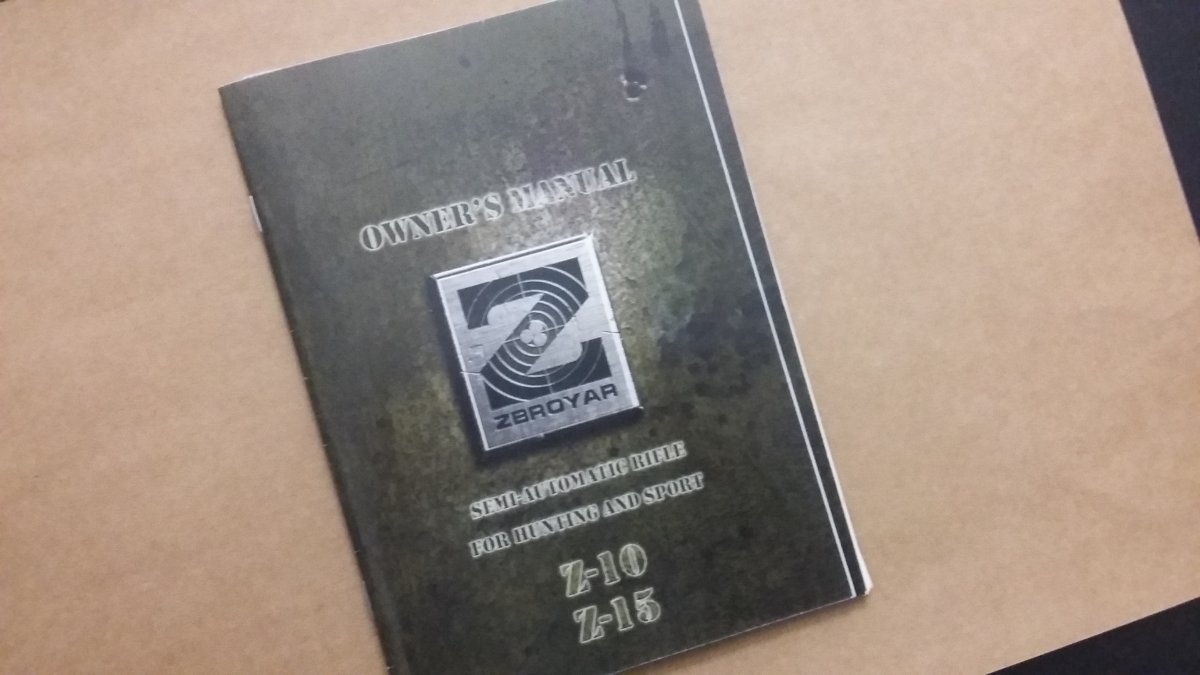 OWNER'S MANUAL
Z
ZBROYAR
SEMI-AUTOMATIC RIFLE
FOR HUNTING AND SPORT
Z-10
Z-15